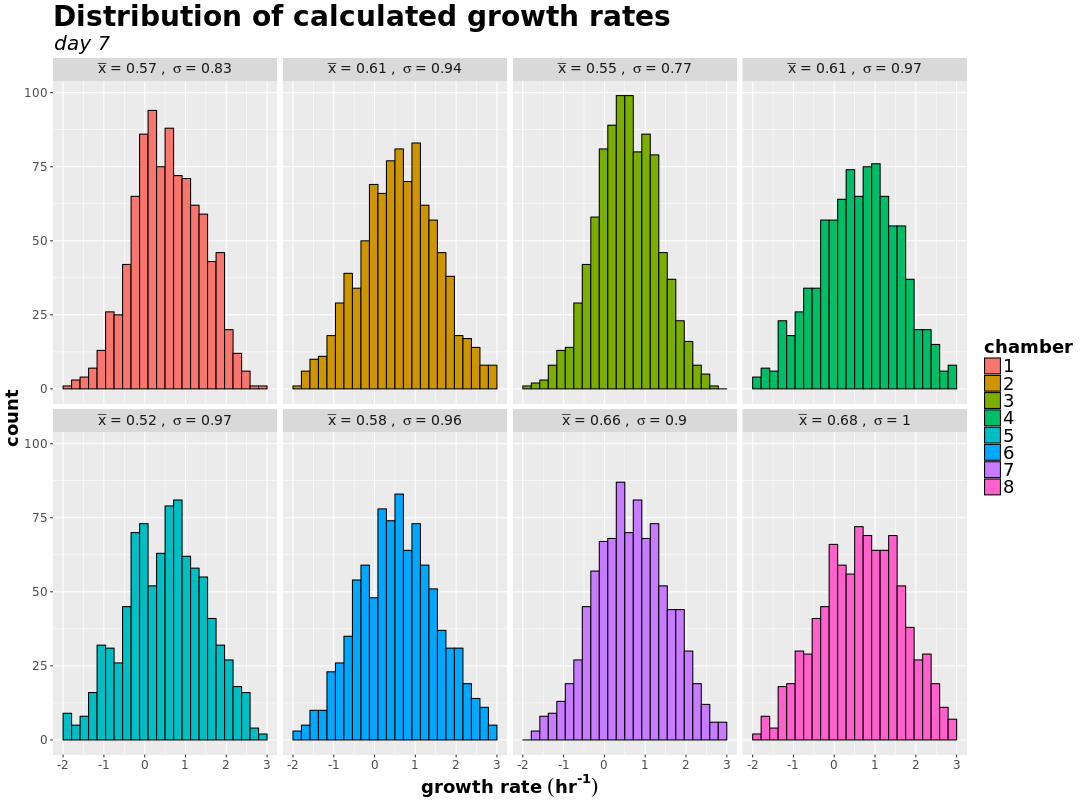 Distribution of calculated growth rates
day 7
x̅ = 0.57 , σ = 0.83
x̅ = 0.61 , σ = 0.94
x̅ = 0.55 , σ = 0.77
x̅ = 0.61 , σ = 0.97
100
75
50
25
0
x̅ = 0.52 , σ = 0.97
x̅ = 0.58 , σ = 0.96
x̅ = 0.66 , σ = 0.9
x̅ = 0.68 , σ = 1
100
75
50
25
0
-2 -1 0 1 2 3
-2 -1 0 1 2 3
-2 -1 0 1 2 3
-2 -1 0 1 2 3
count
growth rate (hr⁻¹)
chamber
1
2
3
4
5
6
7
8